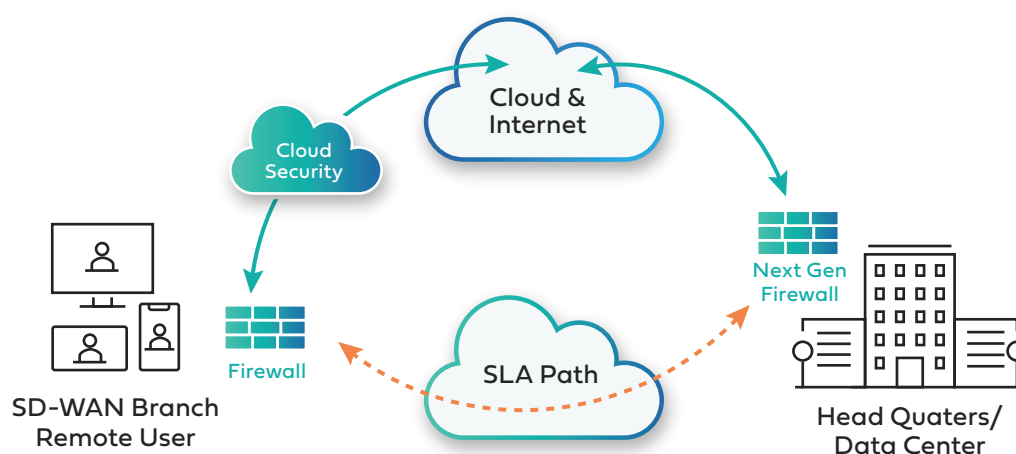 Cloud &
Internet
Cloud
Security
Next Gen
Firewall
Firewall
SLA Path
SD-WAN Branch
Remote User
Head Quaters/
Data Center